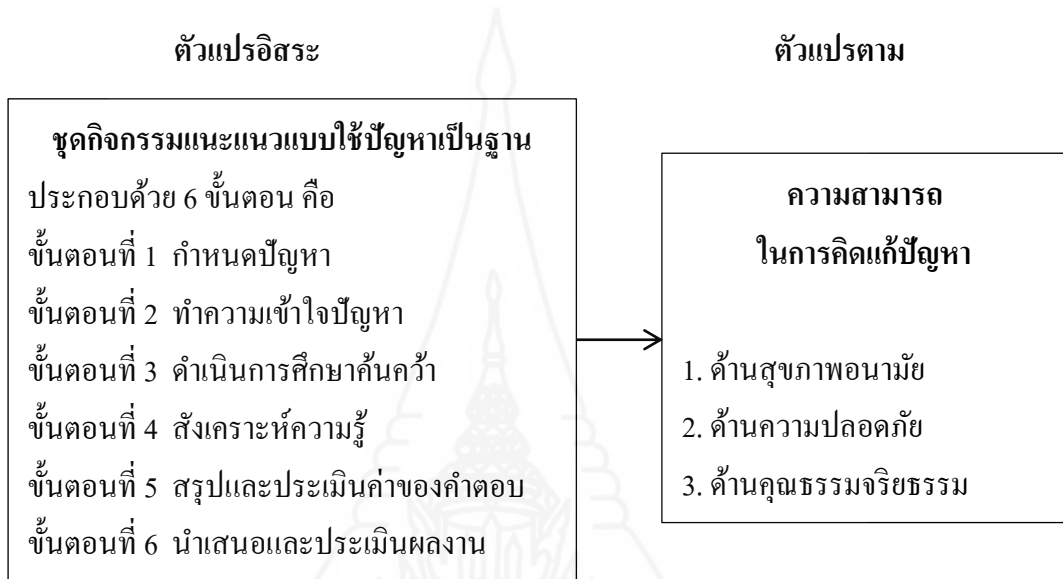 ตัวแปรอิสระ
ตัวแปรตาม
ชุดกิจกรรมแนะแนวแบบใช้ปัญหาเป็นฐาน
ประกอบด้วย 6 ขั้นตอน คือ
ขั้นตอนที่ 1 กำหนดปัญหา
ขั้นตอนที่ 2 ทำความเข้าใจปัญหา
ขั้นตอนที่ 3 ดำเนินการศึกษาค้นคว้า
ขั้นตอนที่ 4 สังเคราะห์ความรู้
ขั้นตอนที่ 5 สรุปและประเมินค่าของคำตอบ
ขั้นตอนที่ 6 นำเสนอและประเมินผลงาน
ความสามารถ
ในการคิดแก้ปัญหา
1. ด้านสุขภาพอนามัย
2. ด้านความปลอดภัย
3. ด้านคุณธรรมจริยธรรม